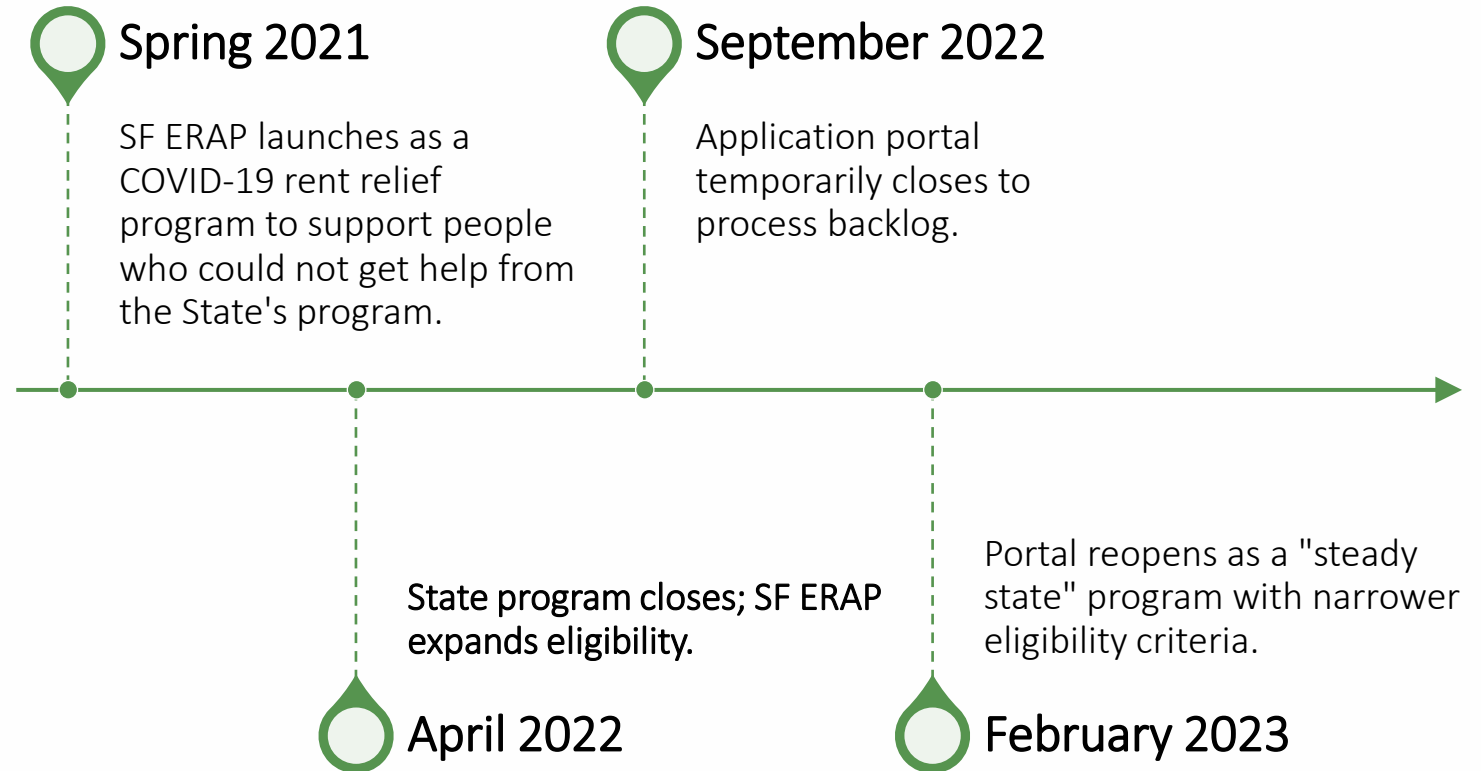 Spring 2021
SF ERAP launches as a
COVID-19 rent relief
program to support people
who could not get help from
the State's program.
September 2022
Application portal
temporarily closes to
process backlog.
State program closes; SF ERAP
expands eligibility.
April 2022
Portal reopens as a "steady
state" program with narrower
eligibility criteria.
February 2023